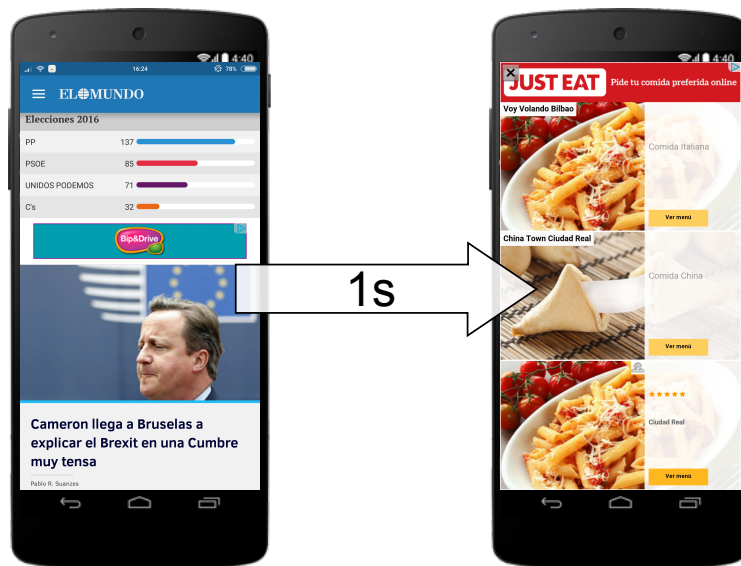 4:40
16:24
78%
EL MUNDO
Elecciones 2016
PP 137
PSOE 85
UNIDOS PODEMOS 71
C's 32
Bip&Drive
Cameron llega a Bruselas a
explicar el Brexit en una Cumbre
muy tensa
Pablo R. Suanzes
1s
4:40
JUST EAT Pide tu comida preferida online
Voy Volando Bilbao
Comida Italiana
Ver menú
China Town Ciudad Real
Comida China
Ver menú
Ciudad Real
Ver menú